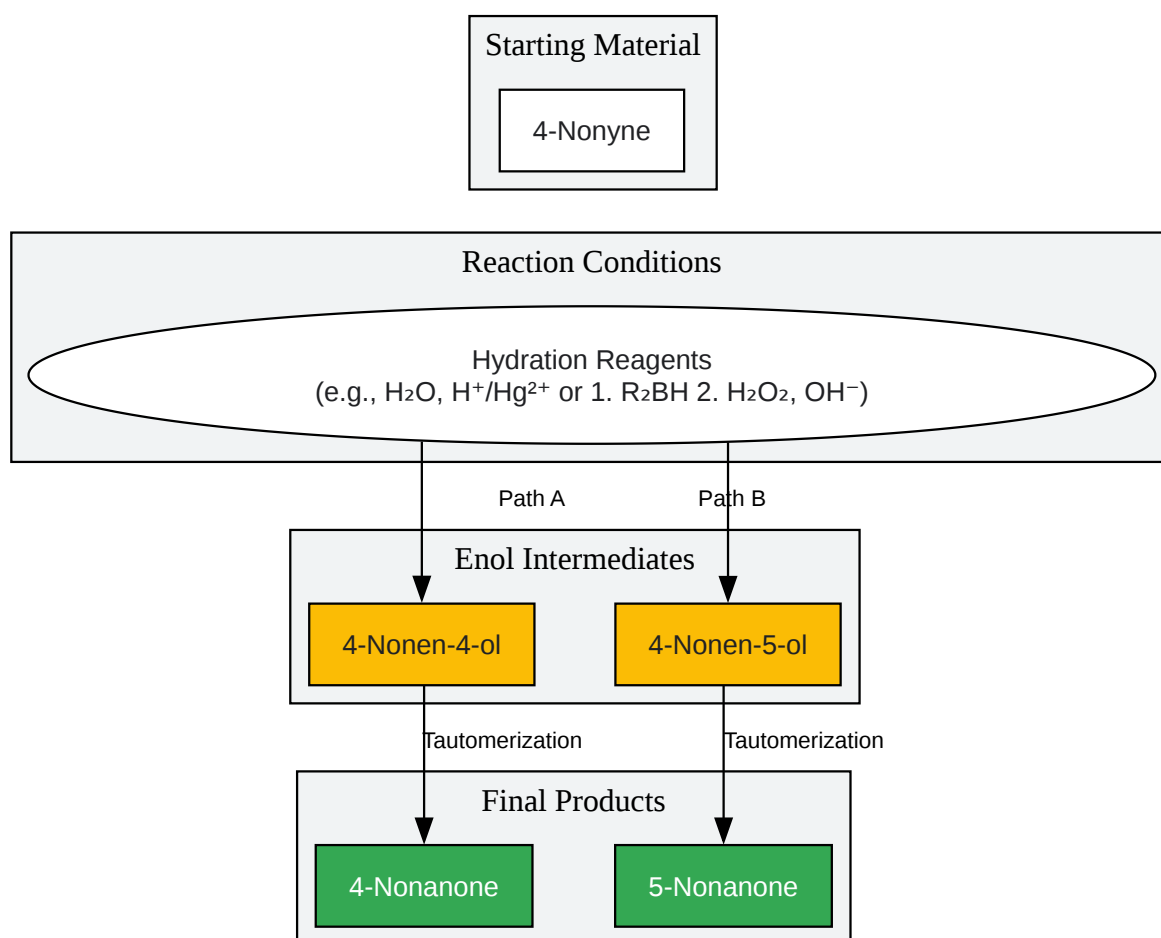 Starting Material
4-Nonyne
Reaction Conditions
Hydration Reagents
(e.g., H₂O, H⁺/Hg²⁺ or 1. R₂BH 2. H₂O₂, OH⁻)
Path A
Path B
Enol Intermediates
4-Nonen-4-ol
4-Nonen-5-ol
Tautomerization
Tautomerization
Final Products
4-Nonanone
5-Nonanone